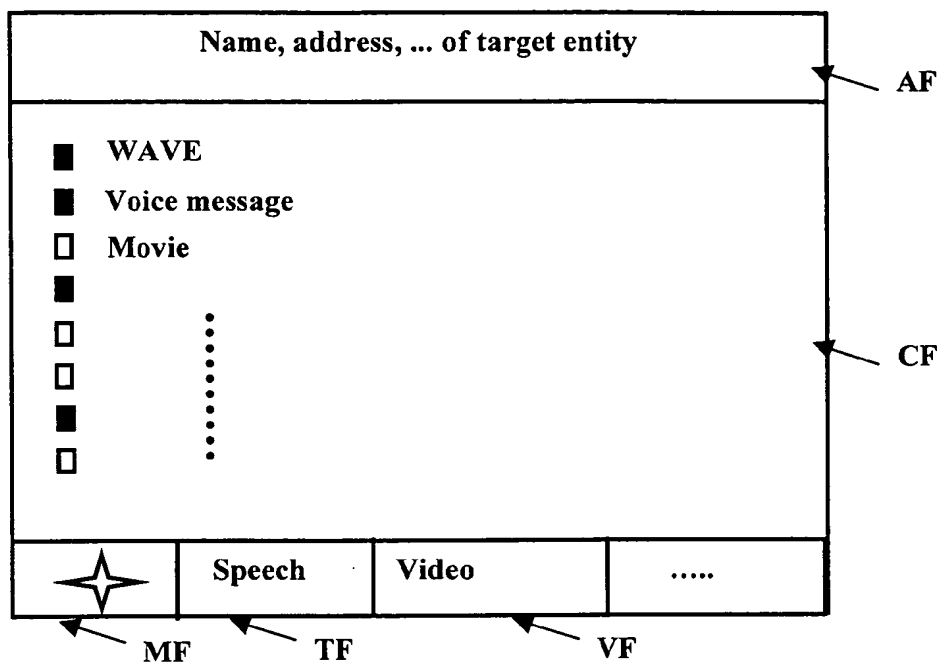 Name, address, ... of target entity
AF
WAVE
Voice message
Movie
CF
Speech
Video
.....
MF
TF
VF